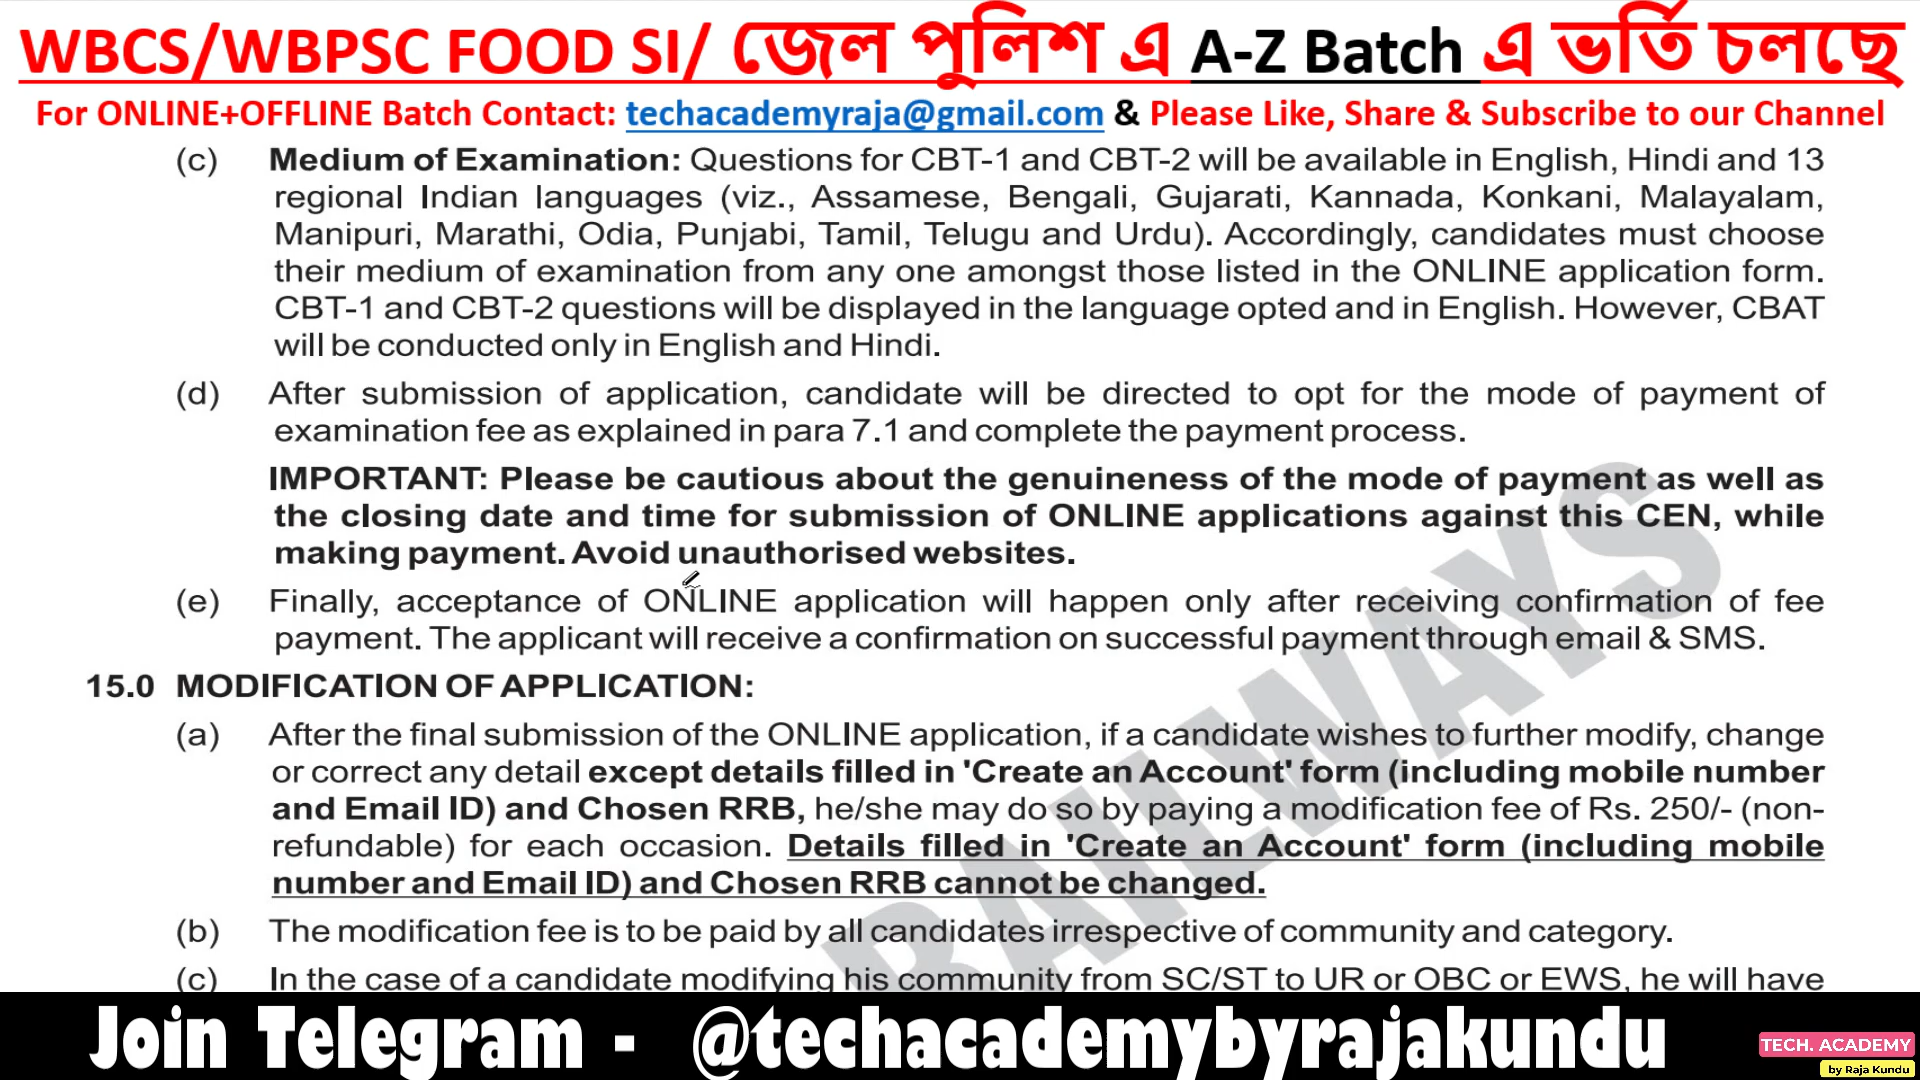 WBCS/WBPSC FOOD SI/ জেল পুলিশ এ A-Z Batch এ ভর্তি চলছে
For ONLINE+OFFLINE Batch Contact: techacademyraja@gmail.com & Please Like, Share & Subscribe to our Channel
(c) Medium of Examination: Questions for CBT-1 and CBT-2 will be available in English, Hindi and 13
regional Indian languages (viz., Assamese, Bengali, Gujarati, Kannada, Konkani, Malayalam,
Manipuri, Marathi, Odia, Punjabi, Tamil, Telugu and Urdu). Accordingly, candidates must choose
their medium of examination from any one amongst those listed in the ONLINE application form.
CBT-1 and CBT-2 questions will be displayed in the language opted and in English. However, CBAT
will be conducted only in English and Hindi.
(d) After submission of application, candidate will be directed to opt for the mode of payment of
examination fee as explained in para 7.1 and complete the payment process.
IMPORTANT: Please be cautious about the genuineness of the mode of payment as well as
the closing date and time for submission of ONLINE applications against this CEN, while
making payment. Avoid unauthorised websites.
(e) Finally, acceptance of ONLINE application will happen only after receiving confirmation of fee
payment. The applicant will receive a confirmation on successful payment through email & SMS.
15.0 MODIFICATION OF APPLICATION:
(a) After the final submission of the ONLINE application, if a candidate wishes to further modify, change
or correct any detail except details filled in 'Create an Account' form (including mobile number
and Email ID) and Chosen RRB, he/she may do so by paying a modification fee of Rs. 250/- (non-
refundable) for each occasion. Details filled in 'Create an Account' form (including mobile
number and Email ID) and Chosen RRB cannot be changed.
(b) The modification fee is to be paid by all candidates irrespective of community and category.
(c) In the case of a candidate modifying his community from SC/ST to UR or OBC or EWS, he will have
RAILWAYS
Join Telegram - @techacademybyrajakundu
TECH. ACADEMY
by Raja Kundu